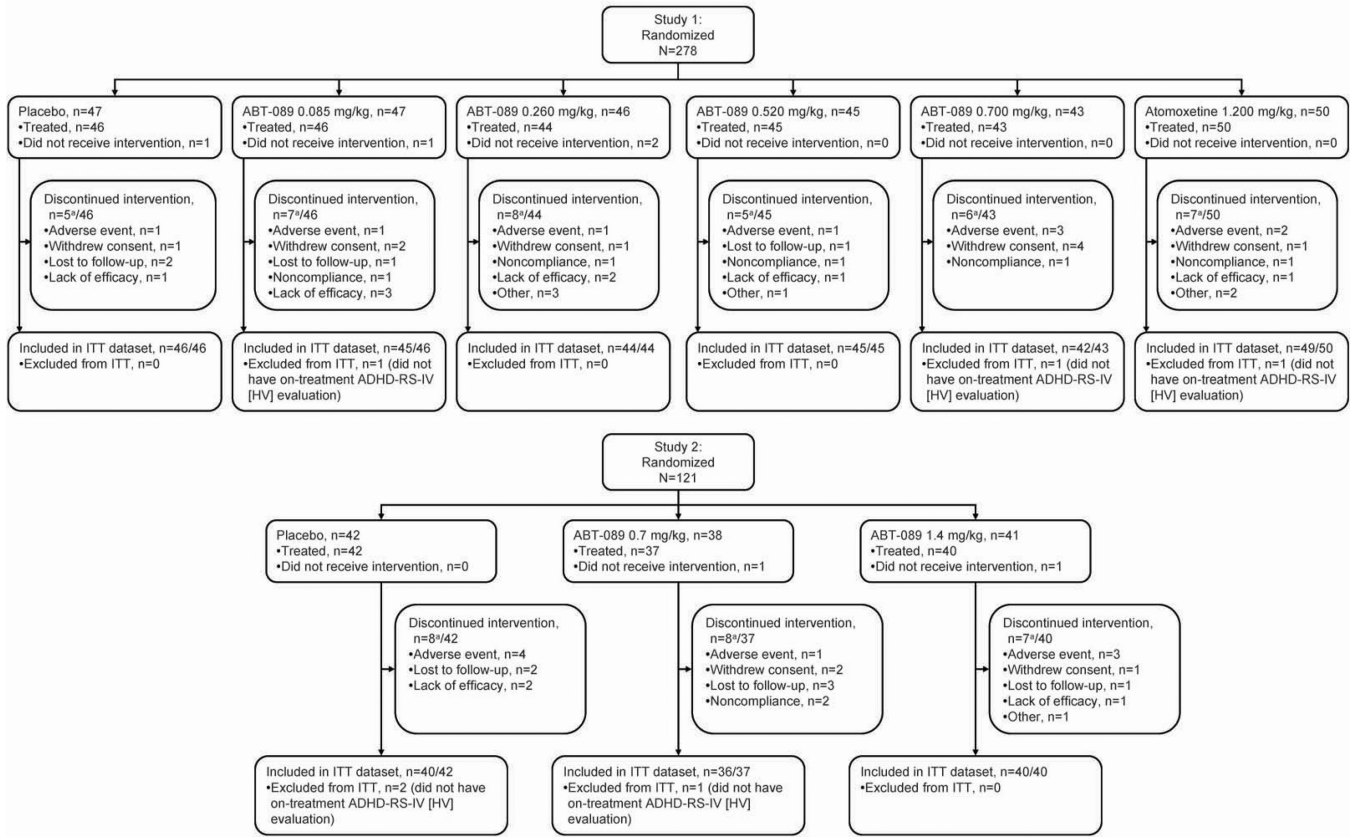 Study 1:
Randomized
N=278
Placebo, n=47
•Treated, n=46
•Did not receive intervention, n=1
ABT-089 0.085 mg/kg, n=47
•Treated, n=46
•Did not receive intervention, n=1
ABT-089 0.260 mg/kg, n=46
•Treated, n=44
•Did not receive intervention, n=2
ABT-089 0.520 mg/kg, n=45
•Treated, n=45
•Did not receive intervention, n=0
ABT-089 0.700 mg/kg, n=43
•Treated, n=43
•Did not receive intervention, n=0
Atomoxetine 1.200 mg/kg, n=50
•Treated, n=50
•Did not receive intervention, n=0
Discontinued intervention,
n=5ᵃ/46
•Adverse event, n=1
•Withdrew consent, n=1
•Lost to follow-up, n=2
•Lack of efficacy, n=1
Discontinued intervention,
n=7ᵃ/46
•Adverse event, n=1
•Withdrew consent, n=2
•Lost to follow-up, n=1
•Noncompliance, n=1
•Lack of efficacy, n=3
Discontinued intervention,
n=8ᵃ/44
•Adverse event, n=1
•Withdrew consent, n=1
•Noncompliance, n=1
•Lack of efficacy, n=2
•Other, n=3
Discontinued intervention,
n=5ᵃ/45
•Adverse event, n=1
•Lost to follow-up, n=1
•Noncompliance, n=1
•Lack of efficacy, n=1
•Other, n=1
Discontinued intervention,
n=6ᵃ/43
•Adverse event, n=3
•Withdrew consent, n=4
•Noncompliance, n=1
Discontinued intervention,
n=7ᵃ/50
•Adverse event, n=2
•Withdrew consent, n=1
•Noncompliance, n=1
•Lack of efficacy, n=1
•Other, n=2
Included in ITT dataset, n=46/46
•Excluded from ITT, n=0
Included in ITT dataset, n=45/46
•Excluded from ITT, n=1 (did not
have on-treatment ADHD-RS-IV
[HV] evaluation)
Included in ITT dataset, n=44/44
•Excluded from ITT, n=0
Included in ITT dataset, n=45/45
•Excluded from ITT, n=0
Included in ITT dataset, n=42/43
•Excluded from ITT, n=1 (did not
have on-treatment ADHD-RS-IV
[HV] evaluation)
Included in ITT dataset, n=49/50
•Excluded from ITT, n=1 (did not
have on-treatment ADHD-RS-IV
[HV] evaluation)
Study 2:
Randomized
N=121
Placebo, n=42
•Treated, n=42
•Did not receive intervention, n=0
ABT-089 0.7 mg/kg, n=38
•Treated, n=37
•Did not receive intervention, n=1
ABT-089 1.4 mg/kg, n=41
•Treated, n=40
•Did not receive intervention, n=1
Discontinued intervention,
n=8ᵃ/42
•Adverse event, n=4
•Lost to follow-up, n=2
•Lack of efficacy, n=2
Discontinued intervention,
n=8ᵃ/37
•Adverse event, n=1
•Withdrew consent, n=2
•Lost to follow-up, n=3
•Noncompliance, n=2
Discontinued intervention,
n=7ᵃ/40
•Adverse event, n=3
•Withdrew consent, n=1
•Lost to follow-up, n=1
•Lack of efficacy, n=1
•Other, n=1
Included in ITT dataset, n=40/42
•Excluded from ITT, n=2 (did not have
on-treatment ADHD-RS-IV [HV]
evaluation)
Included in ITT dataset, n=36/37
•Excluded from ITT, n=1 (did not have
on-treatment ADHD-RS-IV [HV]
evaluation)
Included in ITT dataset, n=40/40
•Excluded from ITT, n=0